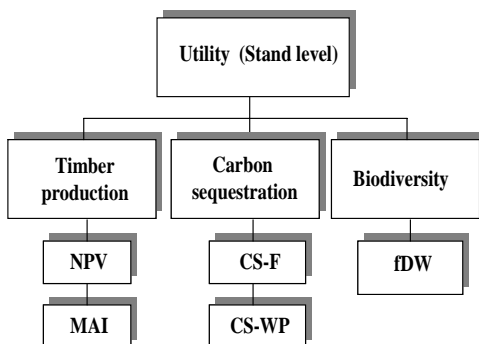 Utility (Stand level)
Timber
production
Carbon
sequestration
Biodiversity
NPV
CS-F
fDW
MAI
CS-WP